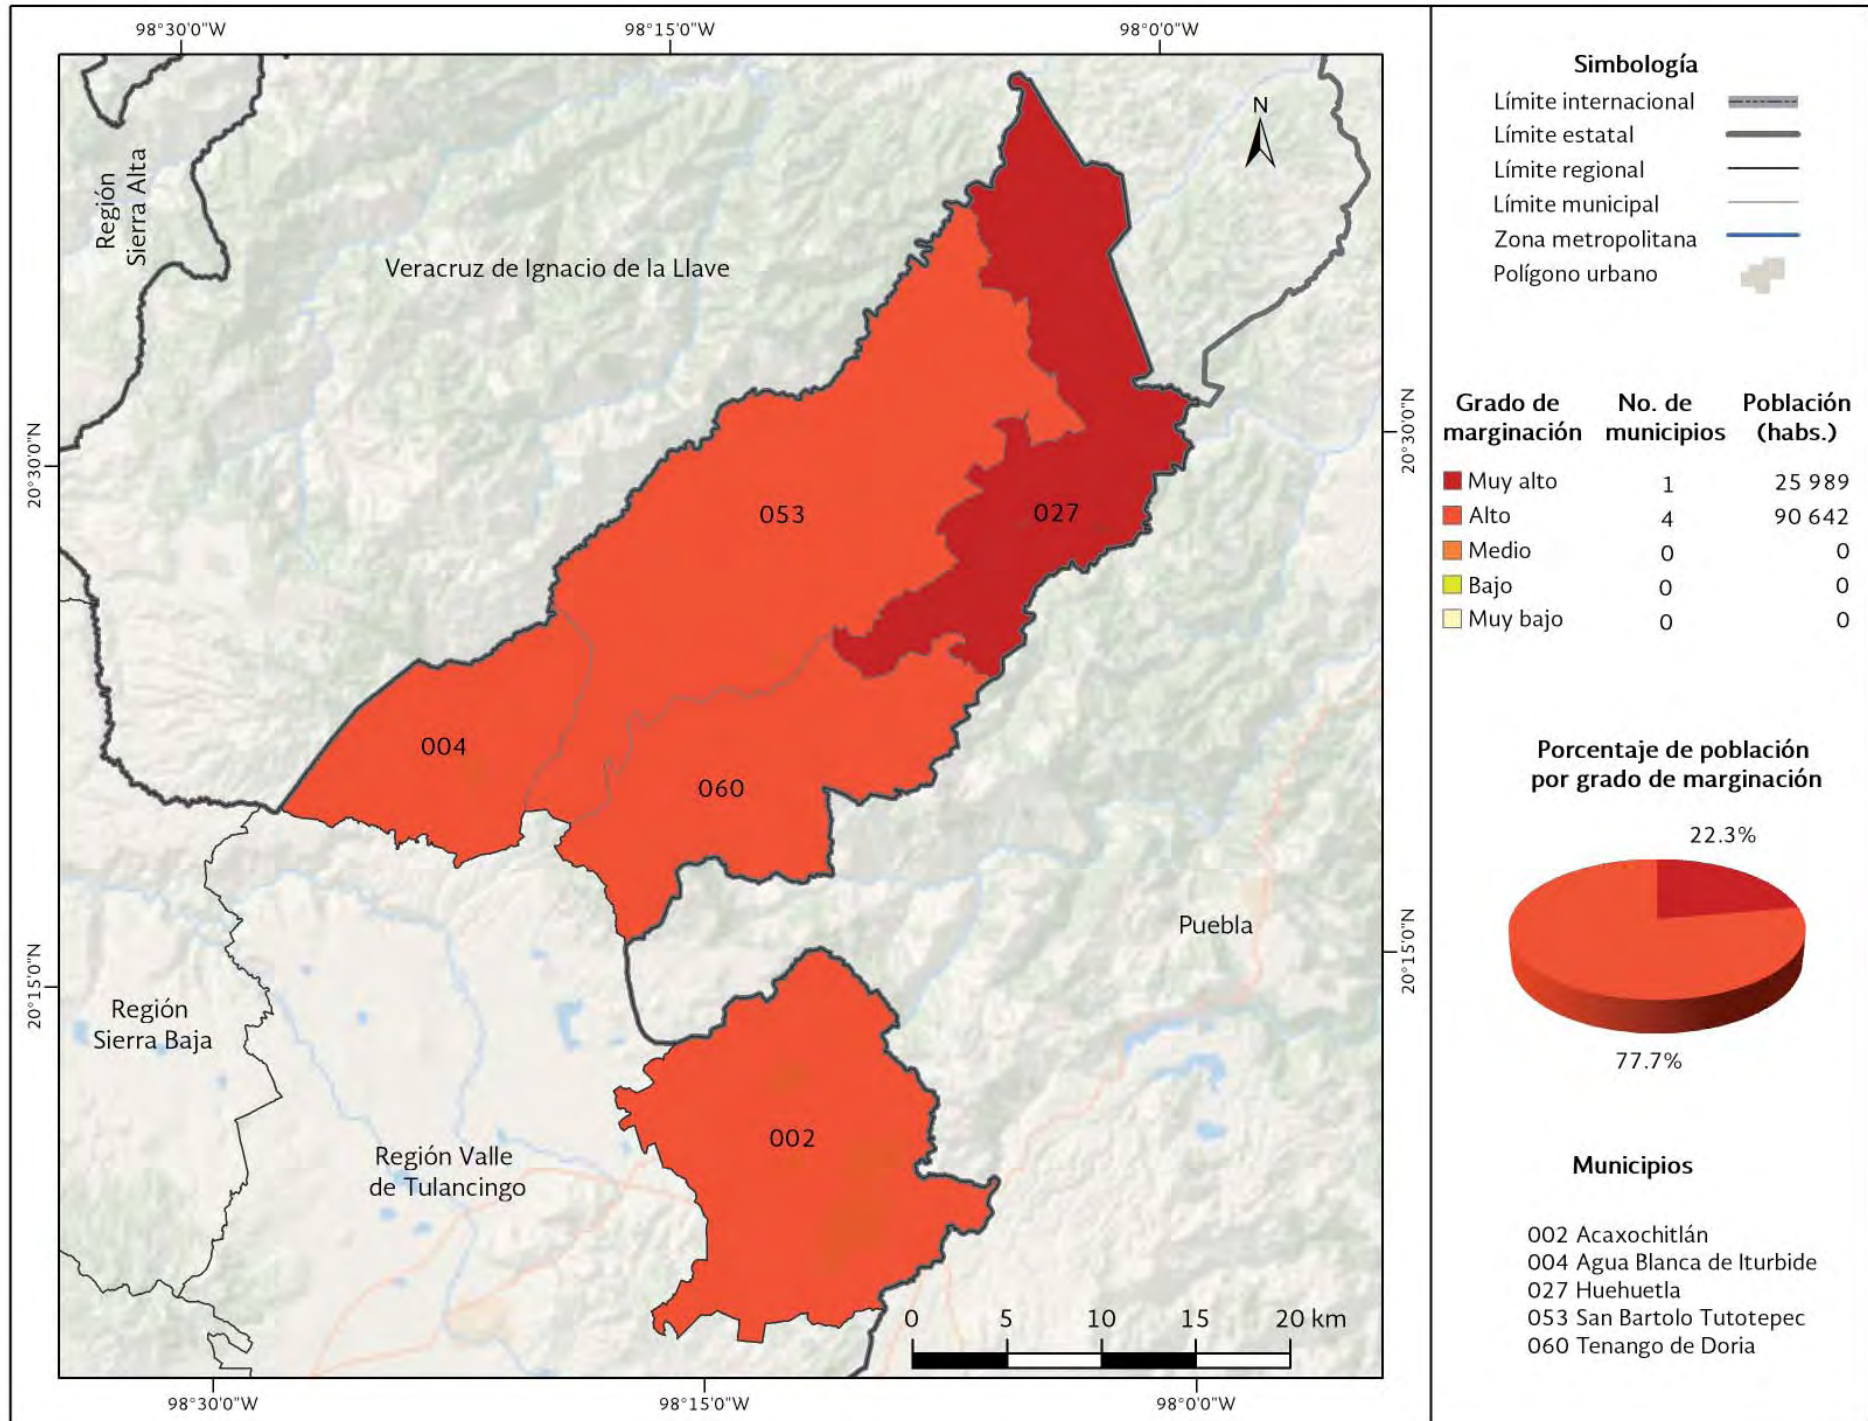 98°30'0"W
98°15'0"W
98°0'0"W
20°30'0"N
20°15'0"N
Región
Sierra Alta
Veracruz de Ignacio de la Llave
N
053
027
004
060
Puebla
Región
Sierra Baja
Región Valle
de Tulancingo
002
0 5 10 15 20 km
20°30'0"N
20°15'0"N
98°30'0"W
98°15'0"W
98°0'0"W
Simbología
Límite internacional
Límite estatal
Límite regional
Límite municipal
Zona metropolitana
Polígono urbano
Grado de No. de Población
marginación municipios (habs.)
Muy alto 1 25 989
Alto 4 90 642
Medio 0 0
Bajo 0 0
Muy bajo 0 0
Porcentaje de población
por grado de marginación
22.3%
77.7%
Municipios
002 Acaxochitlán
004 Agua Blanca de Iturbide
027 Huehuetla
053 San Bartolo Tutotepec
060 Tenango de Doria